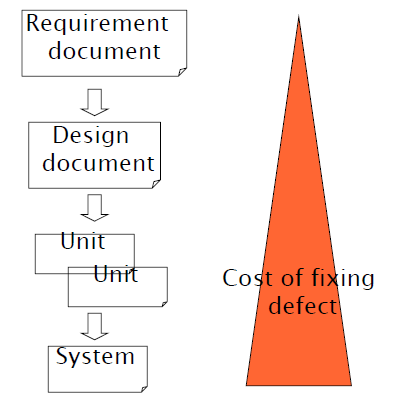 Requirement
document
Design
document
Unit
Unit
System
Cost of fixing
defect